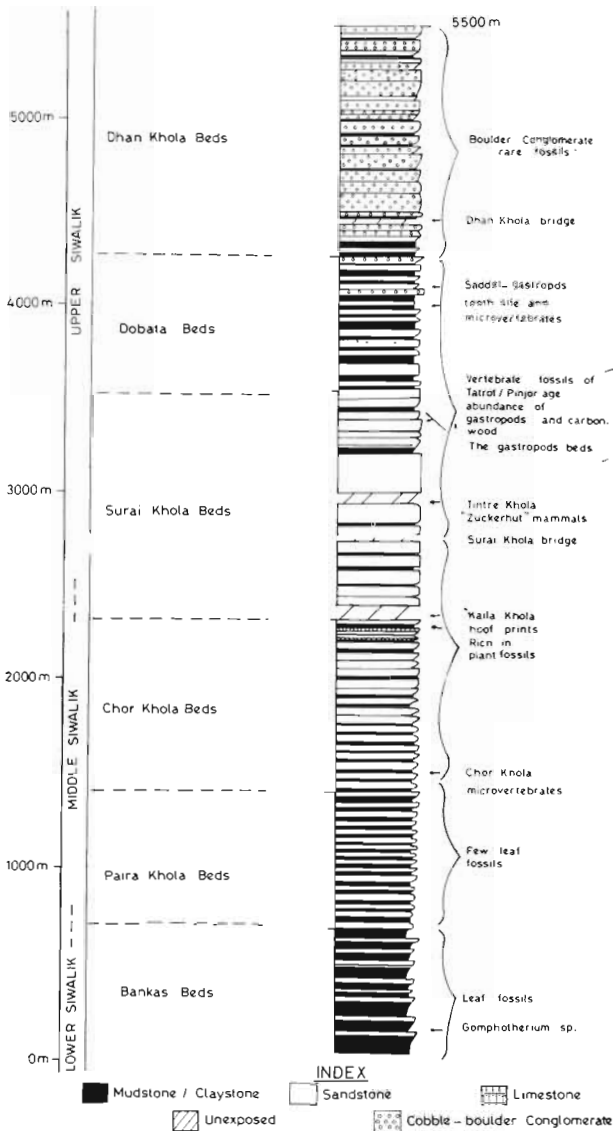 5500 m
5000m
Dhan Khola Beds
Boulder Conglomerate
rare fossils
Dhan Khola bridge
UPPER SIWALIK
4000m
Saddal-gastropods
tooth site and
microvertebrates
Dobata Beds
Vertebrate fossils of
Tatrot/Pinjor age
abundance of
gastropods and carbon.
wood
The gastropods beds
3000m
Surai Khola Beds
Tintre Khola
"Zuckerhut" mammals
Surai Khola bridge
Kaila Khola
hoof prints
Rich in
plant fossils
2000m
Chor Khola Beds
MIDDLE SIWALIK
Chor Khola
microvertebrates
1000m
Paira Khola Beds
Few leaf
fossils
Bankas Beds
Leaf fossils
Gomphotherium sp.
LOWER SIWALIK
0m
INDEX
Mudstone / Claystone
Sandstone
Limestone
Unexposed
Cobble-boulder Conglomerate